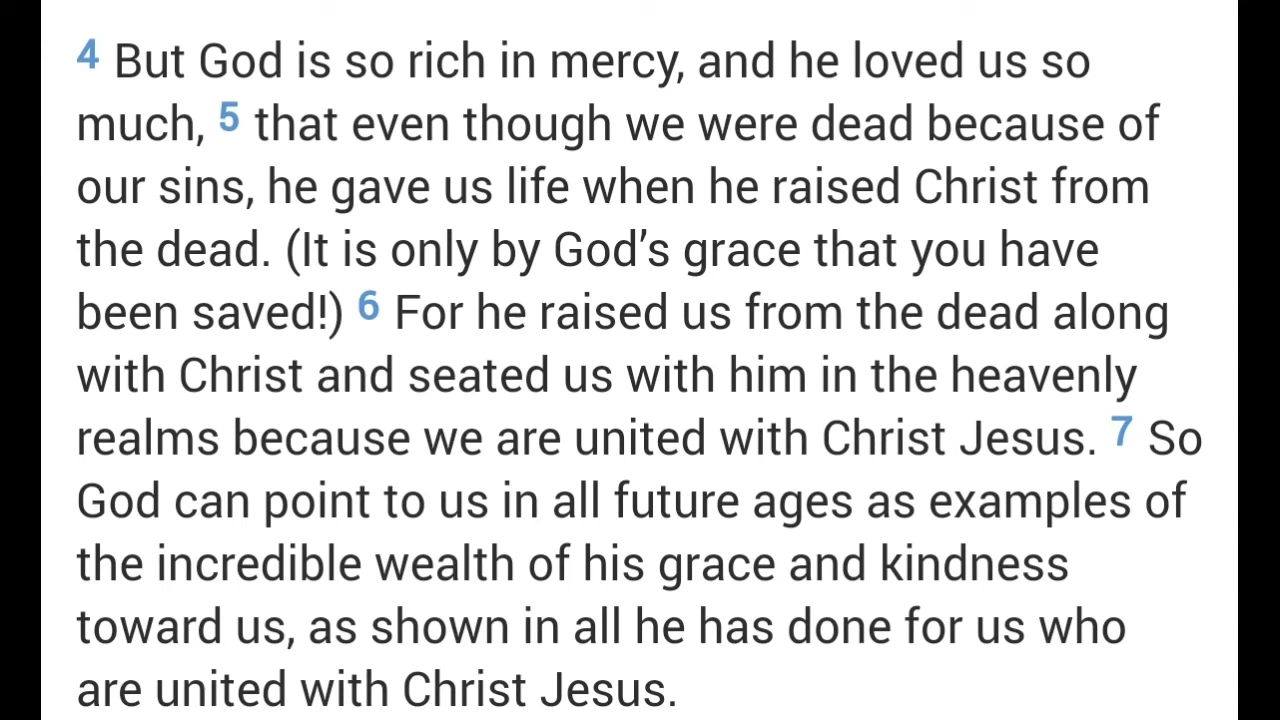 4 But God is so rich in mercy, and he loved us so
much, 5 that even though we were dead because of
our sins, he gave us life when he raised Christ from
the dead. (It is only by God’s grace that you have
been saved!) 6 For he raised us from the dead along
with Christ and seated us with him in the heavenly
realms because we are united with Christ Jesus. 7 So
God can point to us in all future ages as examples of
the incredible wealth of his grace and kindness
toward us, as shown in all he has done for us who
are united with Christ Jesus.